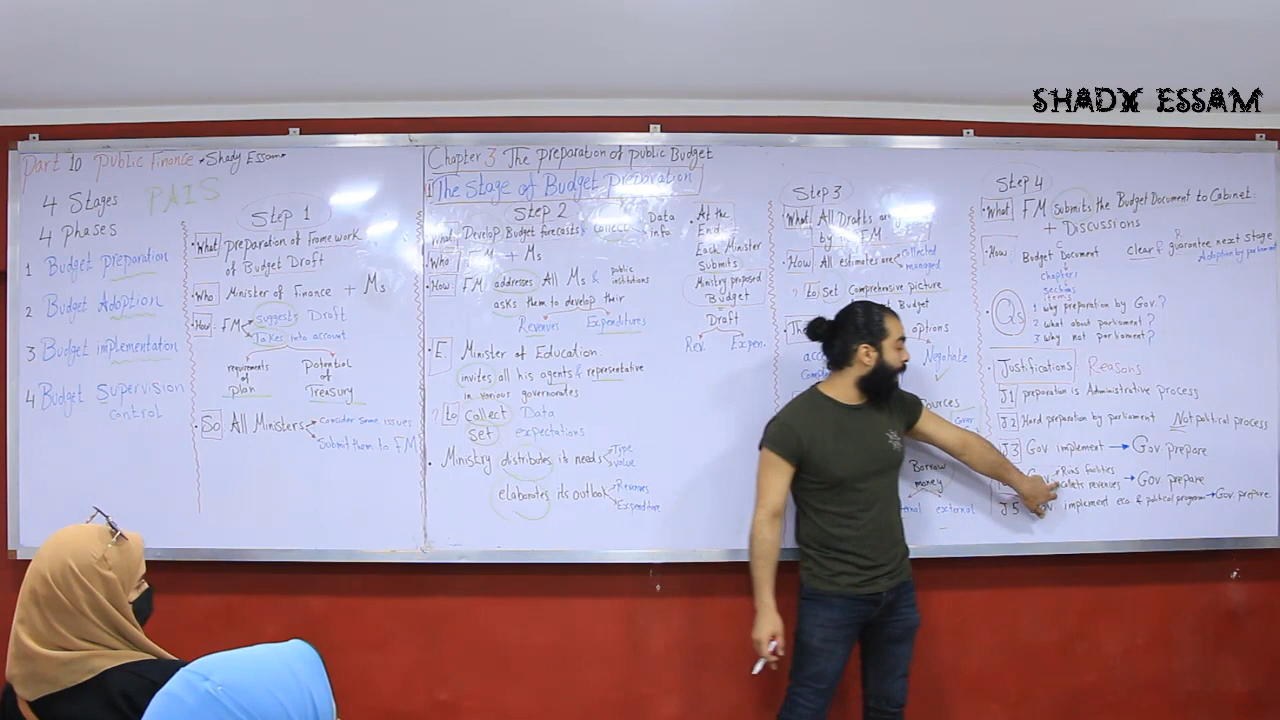 SHADY ESSAM
Part 10 Public Finance * Shady Essam *
PAIS
4 Stages
4 Phases
1 Budget preparation
2 Budget Adoption
3 Budget implementation
4 Budget Supervision
control
Step 1
What preparation of Framework
of Budget Draft
Who Minister of Finance + Ms
How FM suggests Draft
Takes into account
requirements of plan
Potential of Treasury
So All Ministers
Consider Some issues
Submit them to FM
Chapter 3 The preparation of public Budget
1 The Stage of Budget Preparation
Step 2
What Develop Budget forecasts & collect
Data
info
Who FM + Ms
How FM addresses All Ms & public institutions
asks them to develop their
Revenues Expenditures
E. Minister of Education:
invites all his agents & representative
in various governorates
? to Collect Data
Set expectations
Ministry distributes its needs
Type
value
elaborates its outlook
Revenues
Expenditure
At the
End
Each Minister
Submits
Ministry proposed
Budget
=
Draft
Rev. Expen.
Step 3
What All Drafts are
by FM
How All estimates are
collected
managed
? to Set Comprehensive picture
Budget
options
Negotiate
Borrow
money
external
Step 4
What FM Submits the Budget Document to Cabinet.
+ Discussions
How Budget Document
chapters
sections
items
clear & guarantee next stage
Adoption by parliament
Qs
1 why preparation by Gov.?
2 what about parliament?
3 why not parliament?
Justifications Reasons
J1 preparation is Administrative process
J2 Hard preparation by parliament Not political process
J3 Gov implement → Gov prepare
Runs facilities
collects revenues → Gov prepare
J5 Gov implement eco. & political program → Gov prepare